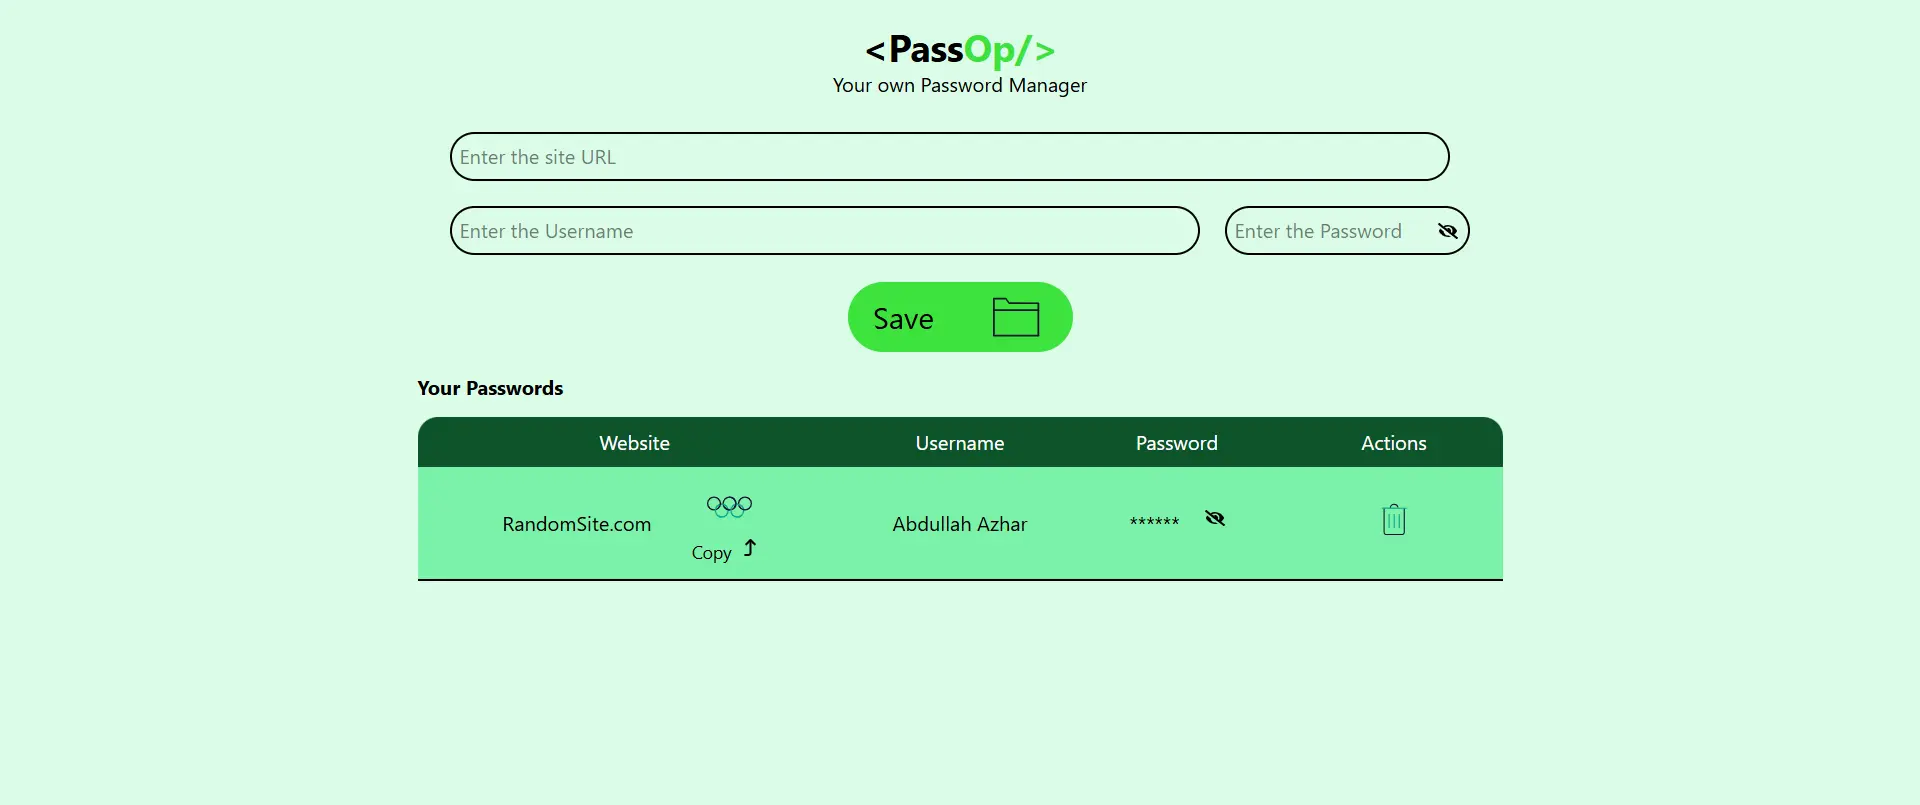 <PassOp/>
Your own Password Manager
Enter the site URL
Enter the Username
Enter the Password
Save
Your Passwords
Website Username Password Actions
RandomSite.com Abdullah Azhar ******
Copy